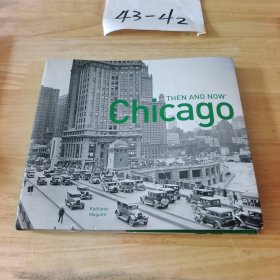 43-42
THEN AND NOW®
Chicago
Kathleen
Maguire